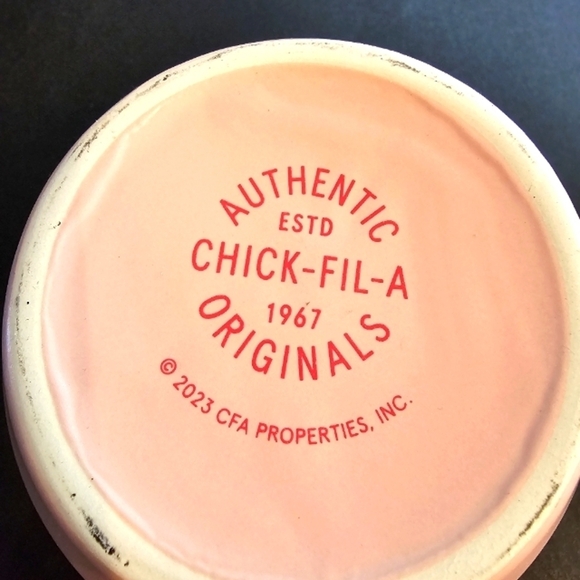 AUTHENTIC
ESTD
CHICK-FIL-A
1967
ORIGINALS
© 2023 CFA PROPERTIES, INC.